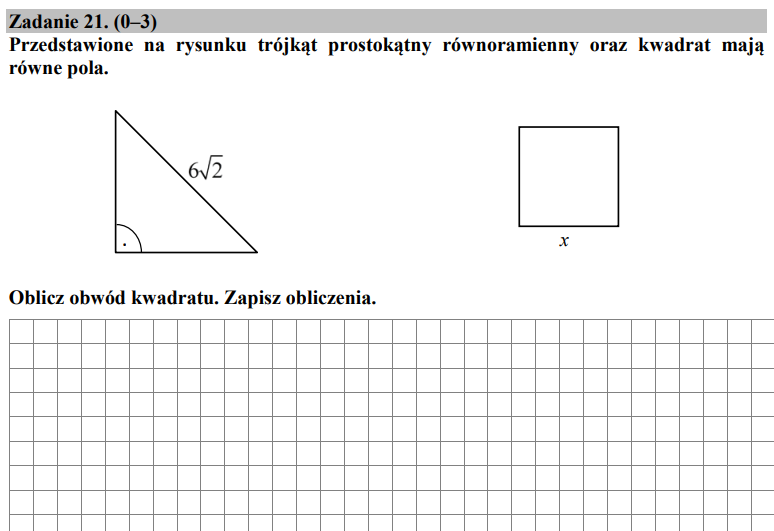 Zadanie 21. (0–3)
Przedstawione na rysunku trójkąt prostokątny równoramienny oraz kwadrat mają
równe pola.
6√2
x
Oblicz obwód kwadratu. Zapisz obliczenia.